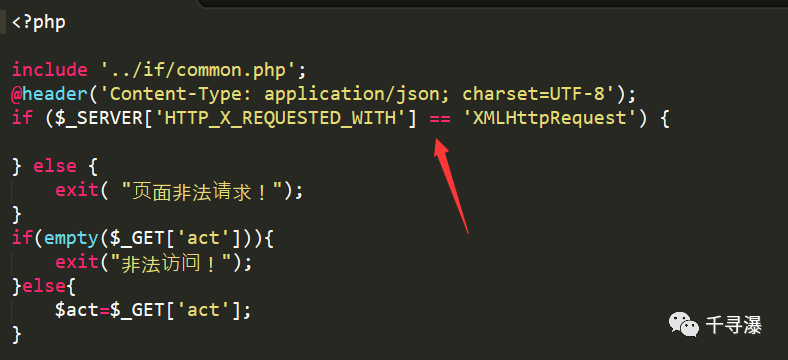 <?php
include '../if/common.php';
@header('Content-Type: application/json; charset=UTF-8');
if ($_SERVER['HTTP_X_REQUESTED_WITH'] == 'XMLHttpRequest') {
} else {
exit( "页面非法请求！");
}
if(empty($_GET['act'])){
exit("非法访问！");
}else{
$act=$_GET['act'];
}
千寻瀑